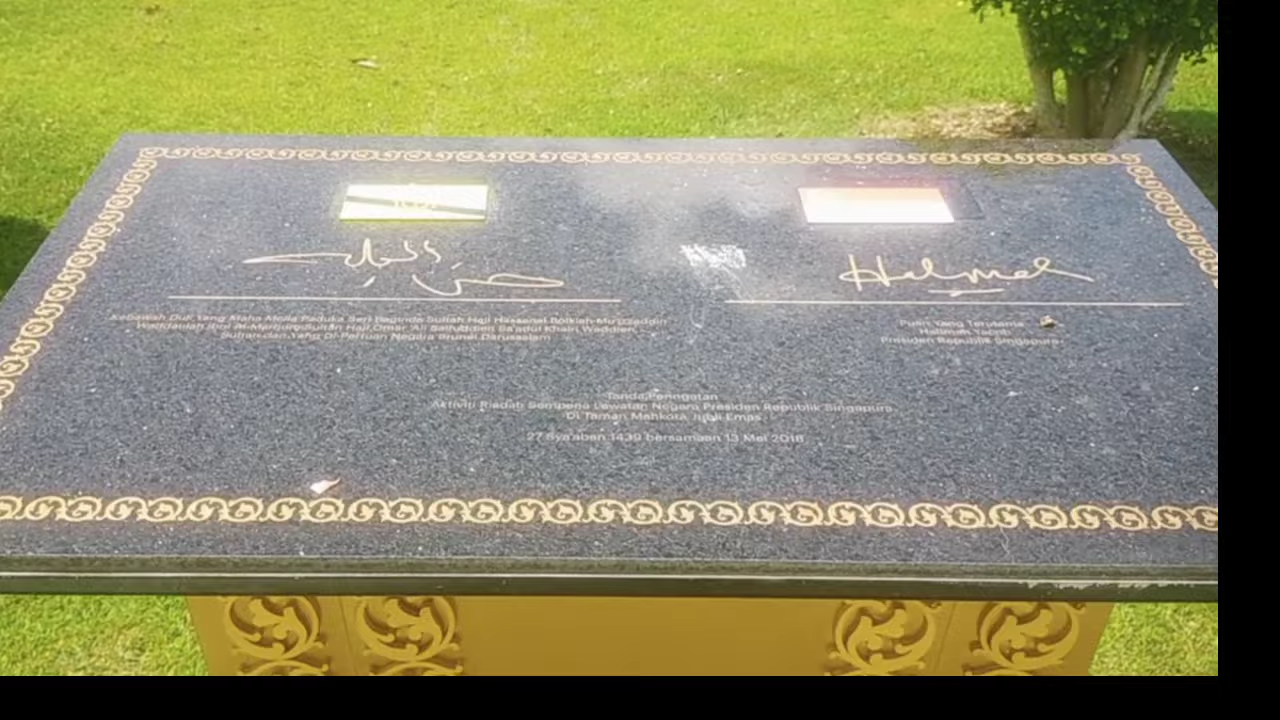 حسن البلقيه
Halimah
Kebawah Duli Yang Maha Mulia Paduka Seri Baginda Sultan Haji Hassanal Bolkiah Mu'izzaddin
Waddaulah ibni Al-Marhum Sultan Haji Omar 'Ali Saifuddien Sa'adul Khairi Waddien
Sultan dan Yang Di-Pertuan Negara Brunei Darussalam
Puan Yang Terutama
Halimah Yacob
Presiden Republik Singapura
Tanda Peringatan
Aktiviti Riadah Sempena Lawatan Negara Presiden Republik Singapura
Di Taman Mahkota Jubli Emas
27 Sya'aban 1439 bersamaan 13 Mei 2018